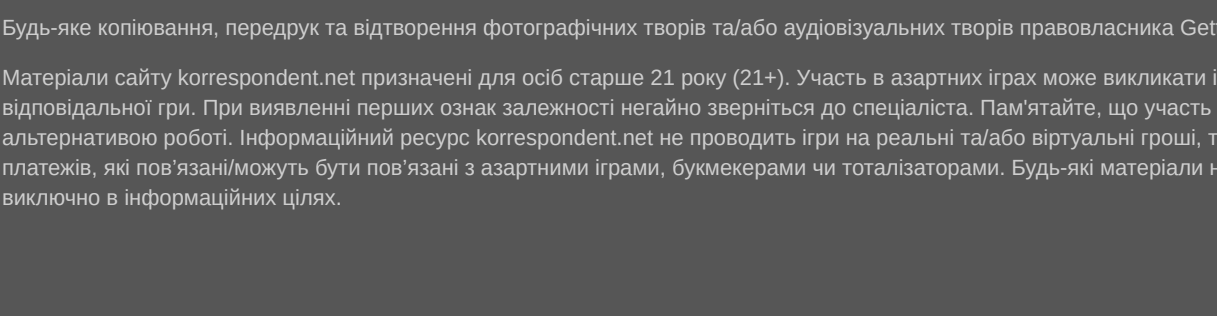 Будь-яке копіювання, передрук та відтворення фотографічних творів та/або аудіовізуальних творів правовласника
Матеріали сайту korrespondent.net призначені для осіб старше 21 року (21+). Участь в азартних іграх може викликати
відповідальної гри. При виявленні перших ознак залежності негайно зверніться до спеціаліста. Пам'ятайте, що участь
альтернативою роботі. Інформаційний ресурс korrespondent.net не проводить ігри на реальні та/або віртуальні гроші,
платежів, які пов’язані/можуть бути пов’язані з азартними іграми, букмекерами чи тоталізаторами. Будь-які матеріали
виключно в інформаційних цілях.